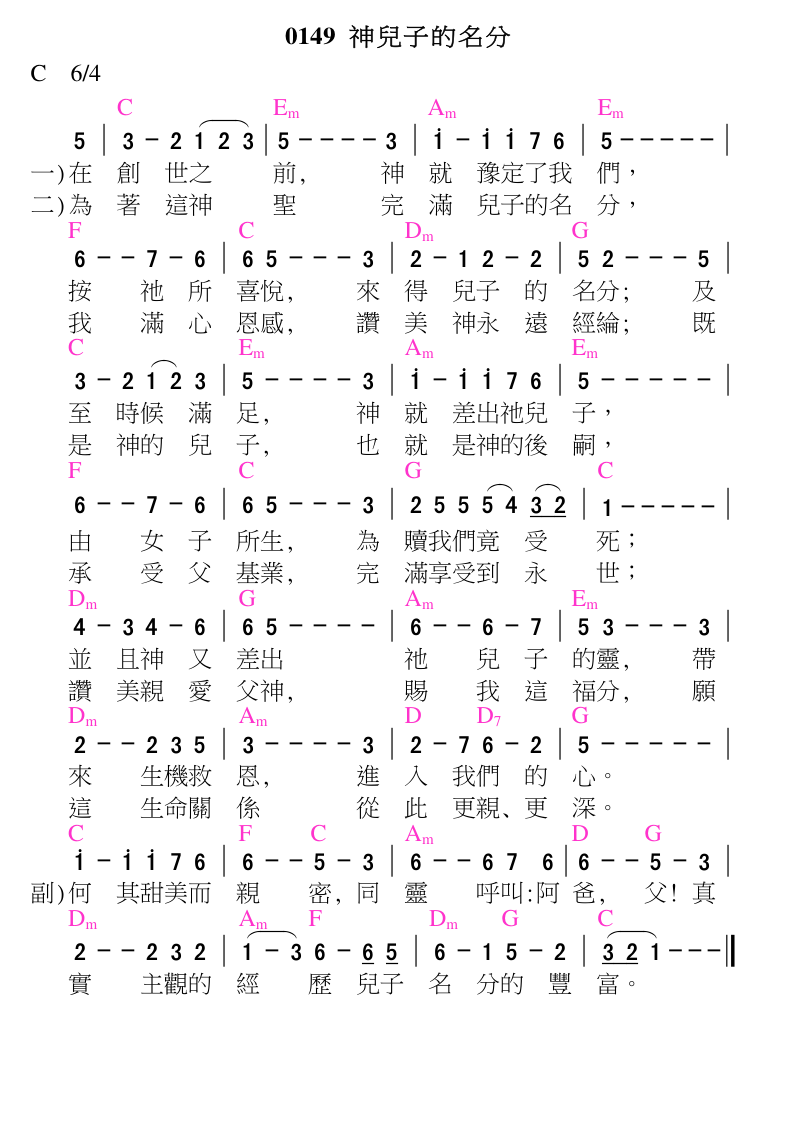 0149 神兒子的名分
C 6/4
C Em Am Em
5 | 3 - 2 1 2 3 | 5 - - - - 3 | i - i i 7 6 | 5 - - - - - |
一)在 創 世之 前, 神 就 豫定了我 們，
二)為 著 這神 聖 完 滿 兒子的名 分，
F C Dm G
6 - - 7 - 6 | 6 5 - - - 3 | 2 - 1 2 - 2 | 5 2 - - - 5 |
按 祂 所 喜悅, 來 得 兒子 的 名分; 及
我 滿 心 恩感, 讚 美 神永 遠 經綸; 既
C Em Am Em
3 - 2 1 2 3 | 5 - - - - 3 | i - i i 7 6 | 5 - - - - - |
至 時候 滿 足, 神 就 差出祂兒 子，
是 神的 兒 子, 也 就 是神的後 嗣，
F C G C
6 - - 7 - 6 | 6 5 - - - 3 | 2 5 5 5 4 3 2 | 1 - - - - - |
由 女 子 所生, 為 贖我們竟 受 死；
承 受 父 基業, 完 滿享受到 永 世；
Dm G Am Em
4 - 3 4 - 6 | 6 5 - - - - | 6 - - 6 - 7 | 5 3 - - - 3 |
並 且神 又 差出 祂 兒 子 的靈, 帶
讚 美親 愛 父神, 賜 我 這 福分, 願
Dm Am D D7 G
2 - - 2 3 5 | 3 - - - - 3 | 2 - 7 6 - 2 | 5 - - - - - |
來 生機救 恩, 進 入 我們 的 心。
這 生命關 係 從 此 更親、更 深。
C F C Am D G
i - i i 7 6 | 6 - - 5 - 3 | 6 - - 6 7 6 | 6 - - 5 - 3 |
副)何 其甜美而 親 密, 同 靈 呼叫:阿 爸, 父! 真
Dm Am F Dm G C
2 - - 2 3 2 | 1 - 3 6 - 6 5 | 6 - 1 5 - 2 | 3 2 1 - - - ||
實 主觀的 經 歷 兒子 名 分的 豐 富。